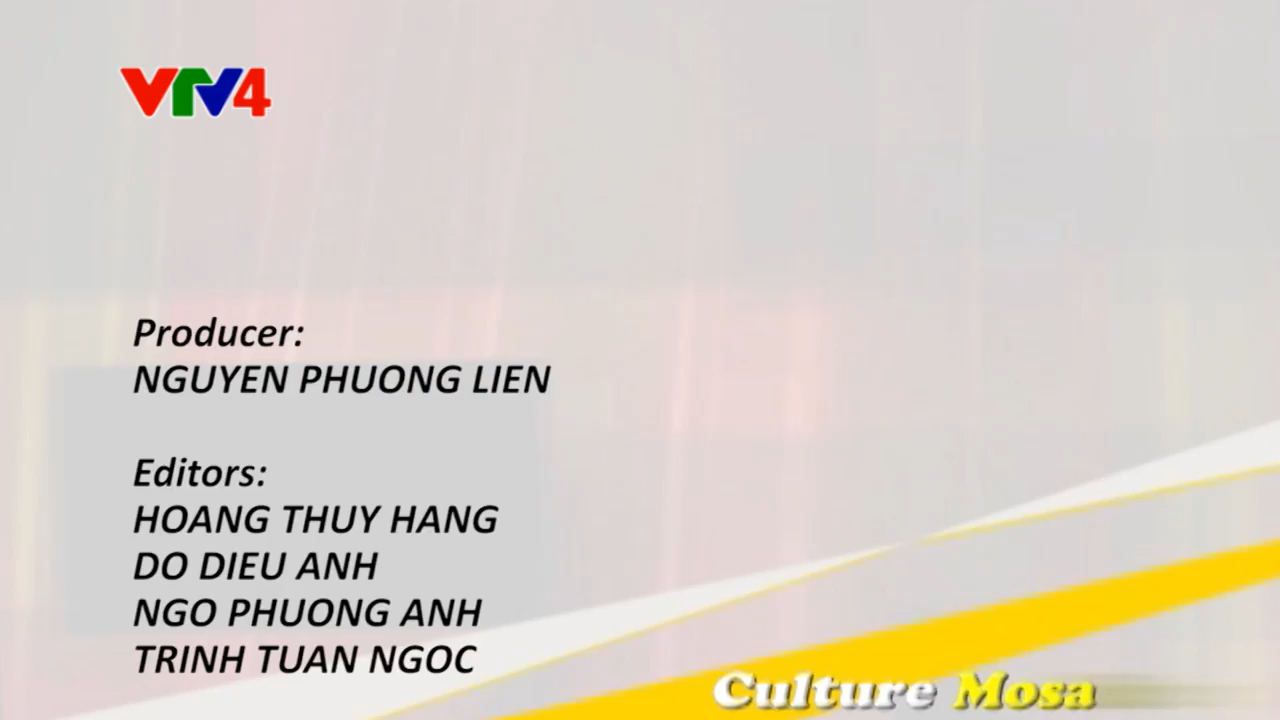 VTV4
Producer:
NGUYEN PHUONG LIEN
Editors:
HOANG THUY HANG
DO DIEU ANH
NGO PHUONG ANH
TRINH TUAN NGOC
Culture Mosa